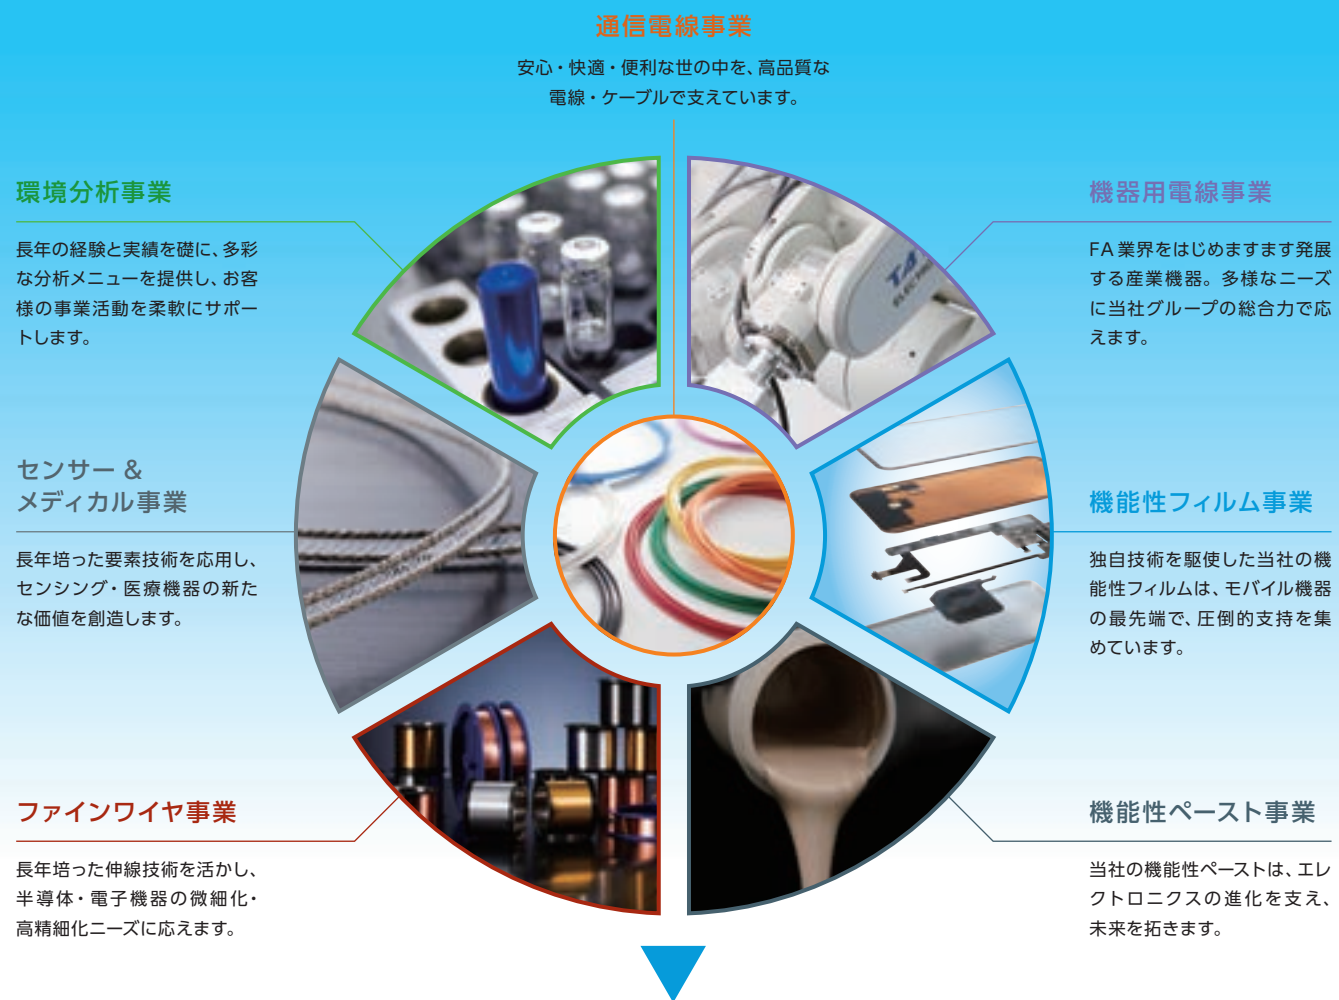 通信電線事業
安心・快適・便利な世の中を、高品質な
電線・ケーブルで支えています。
環境分析事業
長年の経験と実績を礎に、多彩
な分析メニューを提供し、お客
様の事業活動を柔軟にサポー
トします。
機器用電線事業
FA業界をはじめますます発展
する産業機器。多様なニーズ
に当社グループの総合力で応
えます。
センサー &
メディカル事業
長年培った要素技術を応用し、
センシング・医療機器の新た
な価値を創造します。
機能性フィルム事業
独自技術を駆使した当社の機
能性フィルムは、モバイル機器
の最先端で、圧倒的支持を集
めています。
ファインワイヤ事業
長年培った伸線技術を活かし、
半導体・電子機器の微細化・
高精細化ニーズに応えます。
機能性ペースト事業
当社の機能性ペーストは、エレ
クトロニクスの進化を支え、
未来を拓きます。